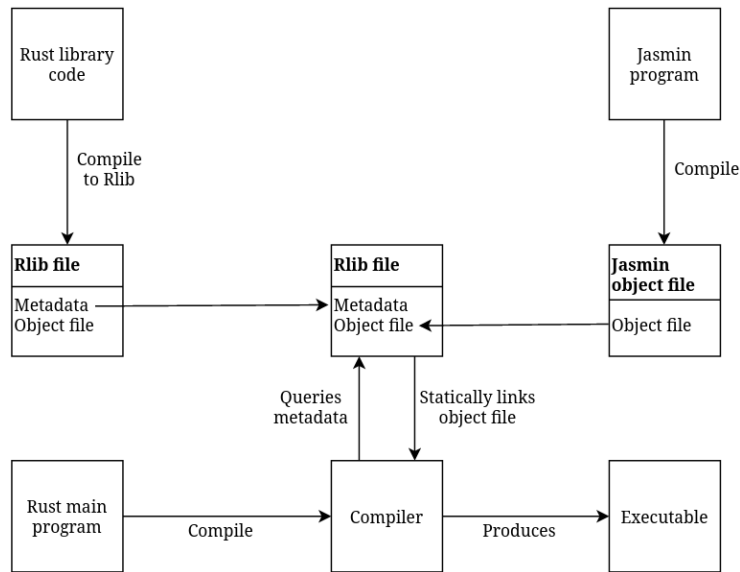 Rust library
code
Jasmin
program
Compile
to Rlib
Compile
Rlib file
Metadata
Object file
Rlib file
Metadata
Object file
Jasmin
object file
Object file
Queries
metadata
Statically links
object file
Rust main
program
Compile
Compiler
Produces
Executable